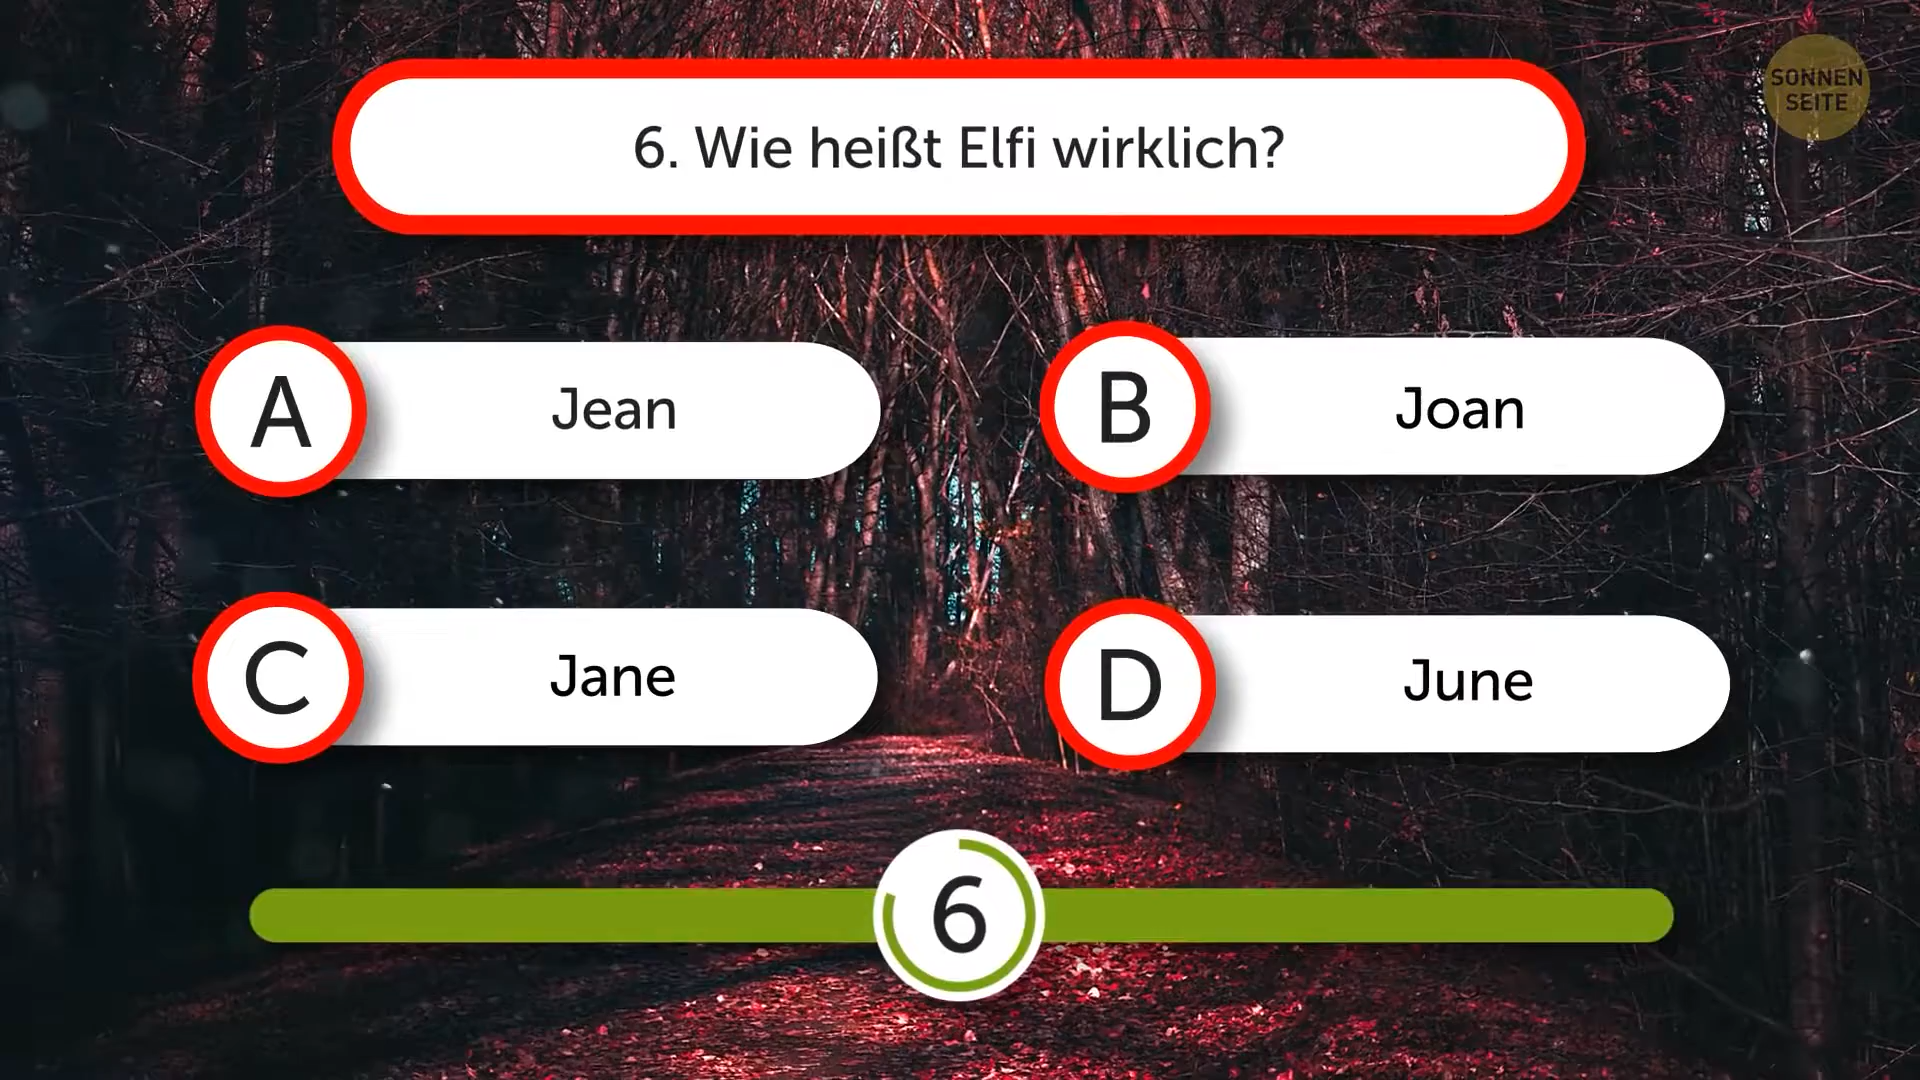 SONNEN
SEITE
6. Wie heißt Elfi wirklich?
A
Jean
B
Joan
C
Jane
D
June
6